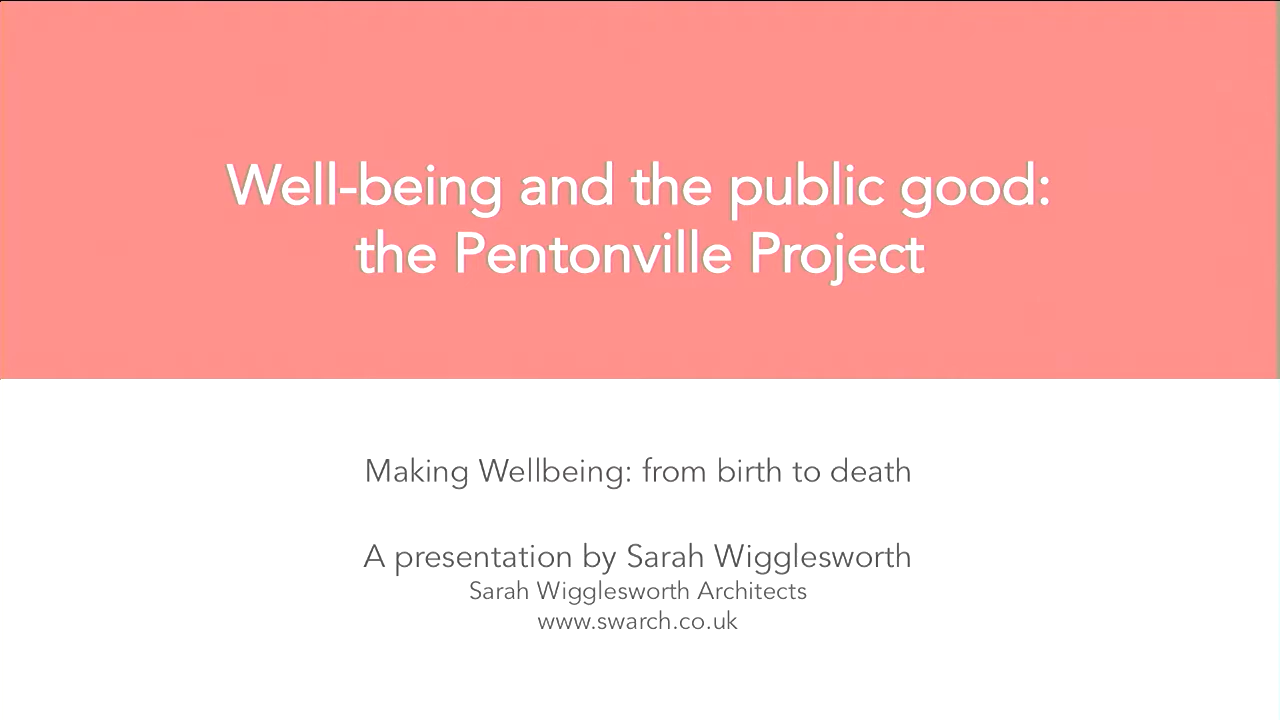 Well-being and the public good:
the Pentonville Project
Making Wellbeing: from birth to death
A presentation by Sarah Wigglesworth
Sarah Wigglesworth Architects
www.swarch.co.uk